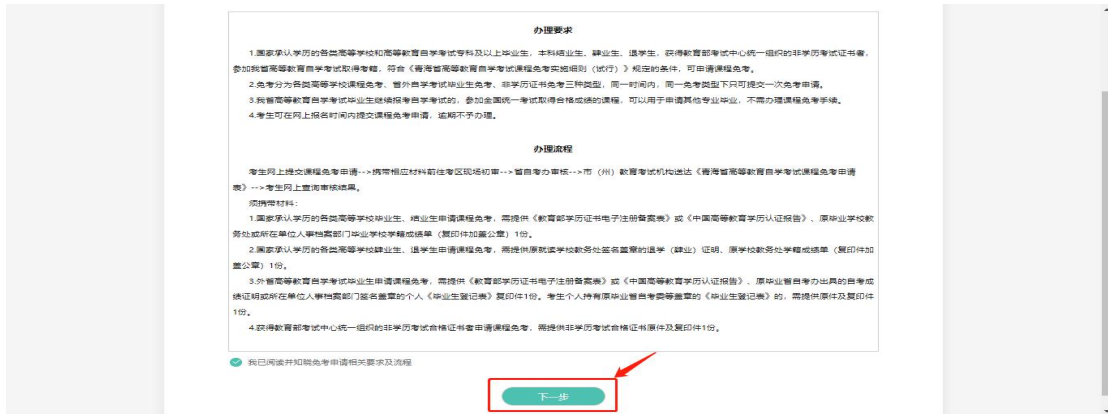 办理要求
1.国家承认学历的各类高等学校和高等教育自学考试专科及以上毕业生，本科结业生、肄业生、退学生，获得教育部考试中心统一组织的非学历考试证书者，
参加我省高等教育自学考试取得考籍，符合《青海省高等教育自学考试课程免考实施细则（试行）》规定的条件，可申请课程免考。
2.免考分为各类高等学校课程免考、省外自学考试毕业生免考、非学历证书免考三种类型，同一时间内，同一免考类型下只可提交一次免考申请。
3.我省高等教育自学考试毕业生继续报考自学考试的，参加全国统一考试取得合格成绩的课程，可以用于申请其他专业毕业，不需办理课程免考手续。
4.考生可在网上报名时间内提交课程免考申请，逾期不予办理。
办理流程
考生网上提交课程免考申请-->携带相应材料前往考区现场初审-->省自考办审核-->市（州）教育考试机构送达《青海省高等教育自学考试课程免考申请
表》-->考生网上查询审核结果。
须携带材料：
1.国家承认学历的各类高等学校毕业生、结业生申请课程免考，需提供《教育部学历证书电子注册备案表》或《中国高等教育学历认证报告》、原毕业学校教
务处或所在单位人事档案部门毕业学校学籍成绩单（复印件加盖公章）1份。
2.国家承认学历的各类高等学校肄业生、退学生申请课程免考，需提供原就读学校教务处签名盖章的退学（肄业）证明、原学校教务处学籍成绩单（复印件加
盖公章）1份。
3.外省高等教育自学考试毕业生申请课程免考，需提供《教育部学历证书电子注册备案表》或《中国高等教育学历认证报告》、原毕业省自考办出具的自考成
绩证明或所在单位人事档案部门签名盖章的个人《毕业生登记表》复印件1份。考生个人持有原毕业省自考委等盖章的《毕业生登记表》的，需提供原件及复印件
1份。
4.获得教育部考试中心统一组织的非学历考试合格证书者申请课程免考，需提供非学历考试合格证书原件及复印件1份。
我已阅读并知晓免考申请相关要求及流程
下一步